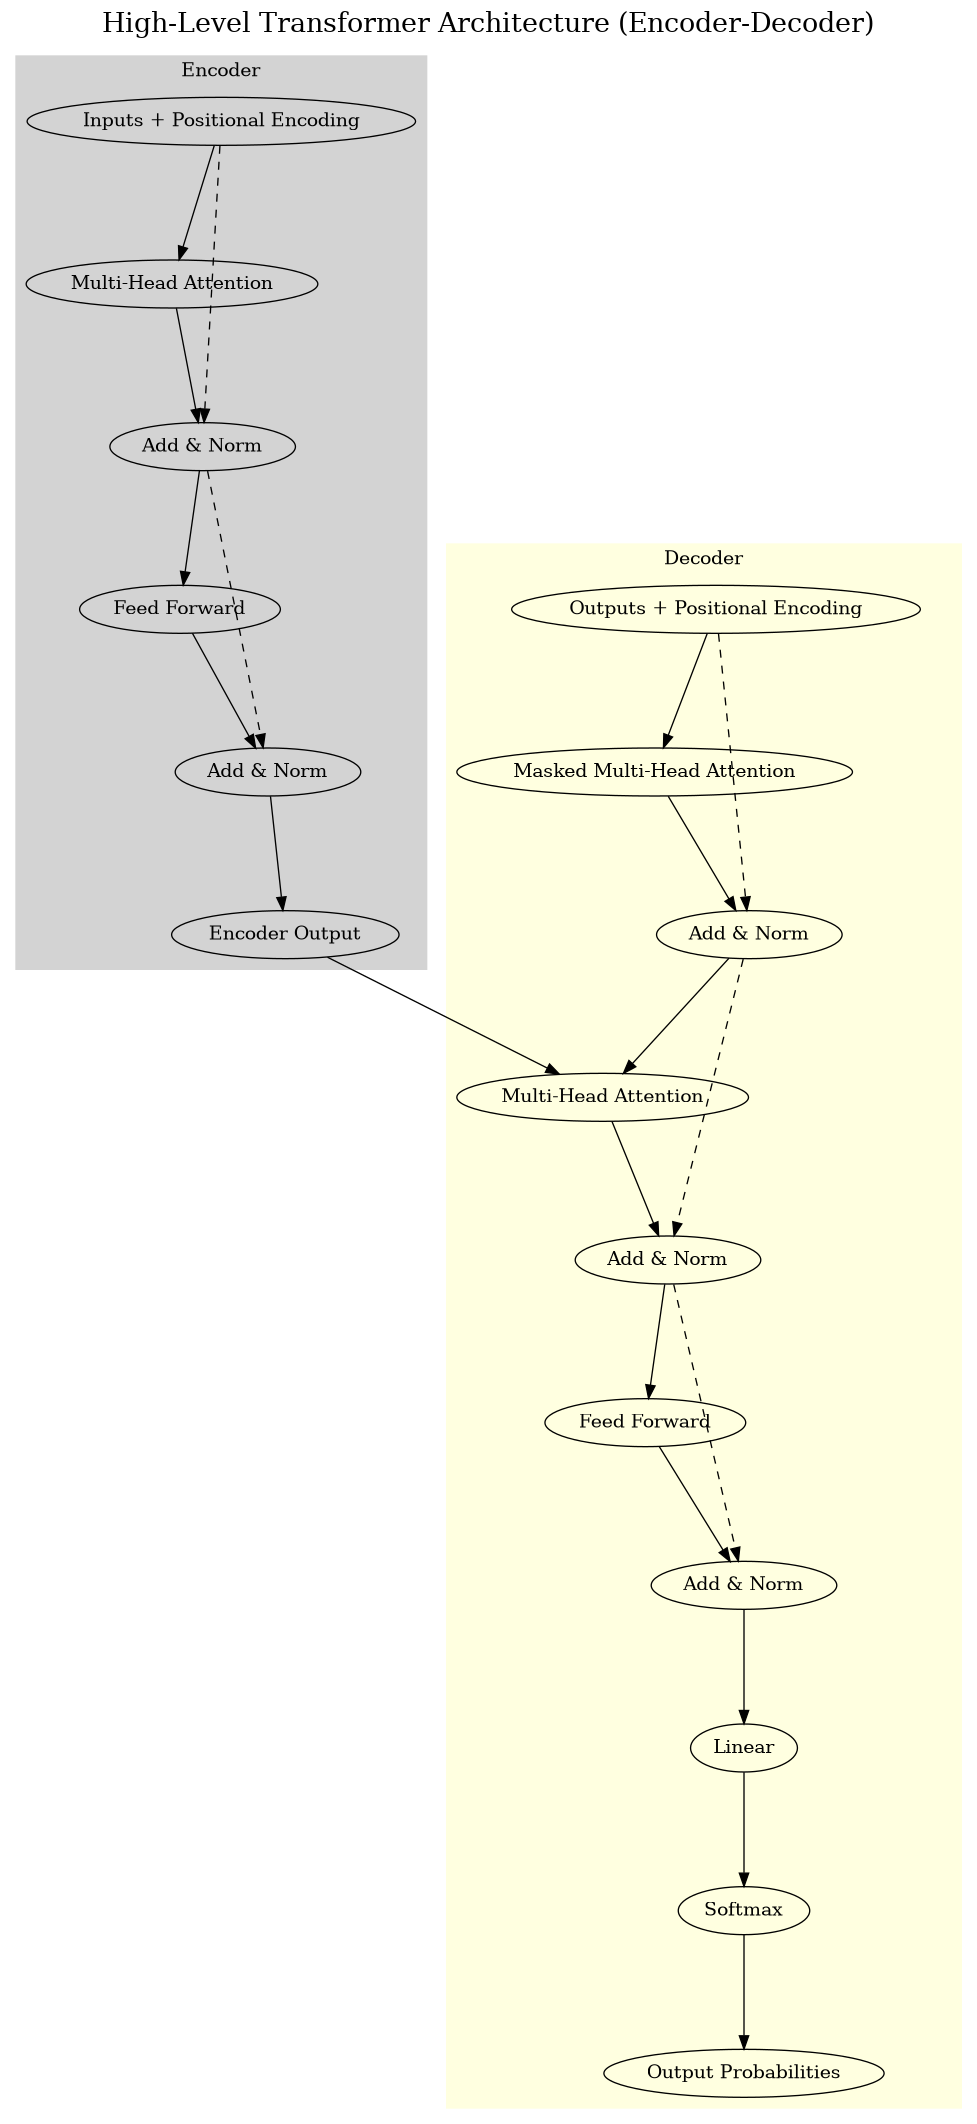 High-Level Transformer Architecture (Encoder-Decoder)
Encoder
Inputs + Positional Encoding
Multi-Head Attention
Add & Norm
Feed Forward
Add & Norm
Encoder Output
Decoder
Outputs + Positional Encoding
Masked Multi-Head Attention
Add & Norm
Multi-Head Attention
Add & Norm
Feed Forward
Add & Norm
Linear
Softmax
Output Probabilities